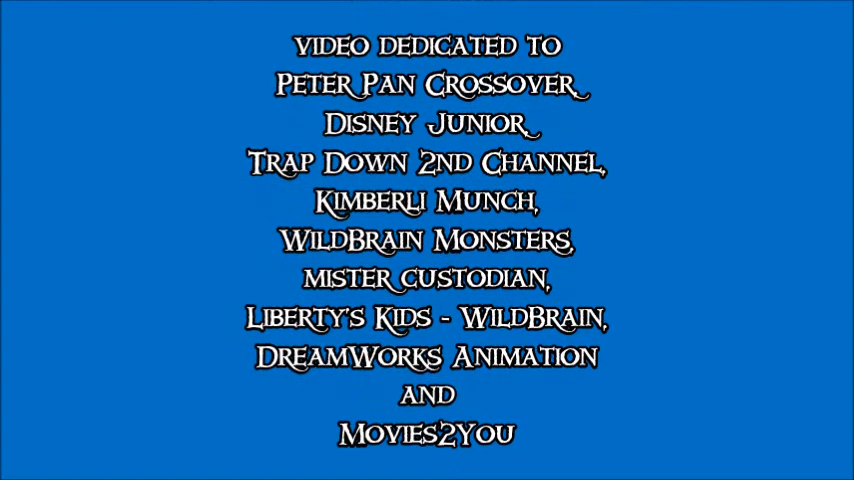 VIDEO DEDICATED TO
PETER PAN CROSSOVER,
DISNEY JUNIOR,
TRAP DOWN 2ND CHANNEL,
KIMBERLI MUNCH,
WILDBRAIN MONSTERS,
MISTER CUSTODIAN,
LIBERTY'S KIDS - WILDBRAIN,
DREAMWORKS ANIMATION
AND
MOVIES2YOU